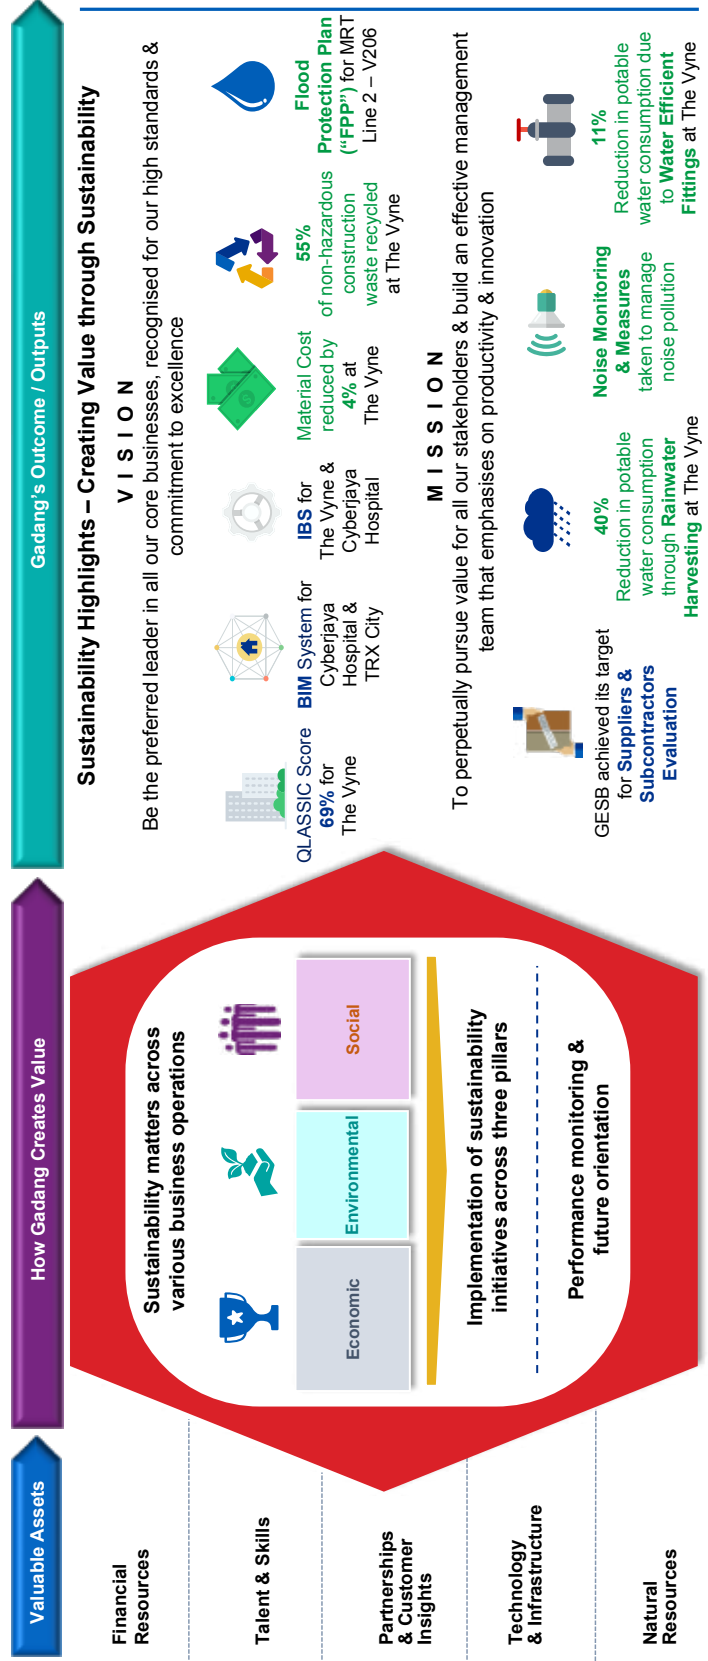 Valuable Assets
How Gadang Creates Value
Gadang's Outcome / Outputs
Financial
Resources
Talent & Skills
Partnerships
& Customer
Insights
Technology
& Infrastructure
Natural
Resources
Sustainability matters across
various business operations
Economic
Environmental
Social
Implementation of sustainability
initiatives across three pillars
Performance monitoring &
future orientation
Sustainability Highlights – Creating Value through Sustainability
VISION
Be the preferred leader in all our core businesses, recognised for our high standards &
commitment to excellence
QLASSIC Score
69% for
The Vyne
BIM System for
Cyberjaya
Hospital &
TRX City
IBS for
The Vyne &
Cyberjaya
Hospital
Material Cost
reduced by
4% at
The Vyne
55%
of non-hazardous
construction
waste recycled
at The Vyne
Flood
Protection Plan
("FPP") for MRT
Line 2 – V206
MISSION
To perpetually pursue value for all our stakeholders & build an effective management
team that emphasises on productivity & innovation
GESB achieved its target
for Suppliers &
Subcontractors
Evaluation
40%
Reduction in potable
water consumption
through Rainwater
Harvesting at The Vyne
Noise Monitoring
& Measures
taken to manage
noise pollution
11%
Reduction in potable
water consumption due
to Water Efficient
Fittings at The Vyne